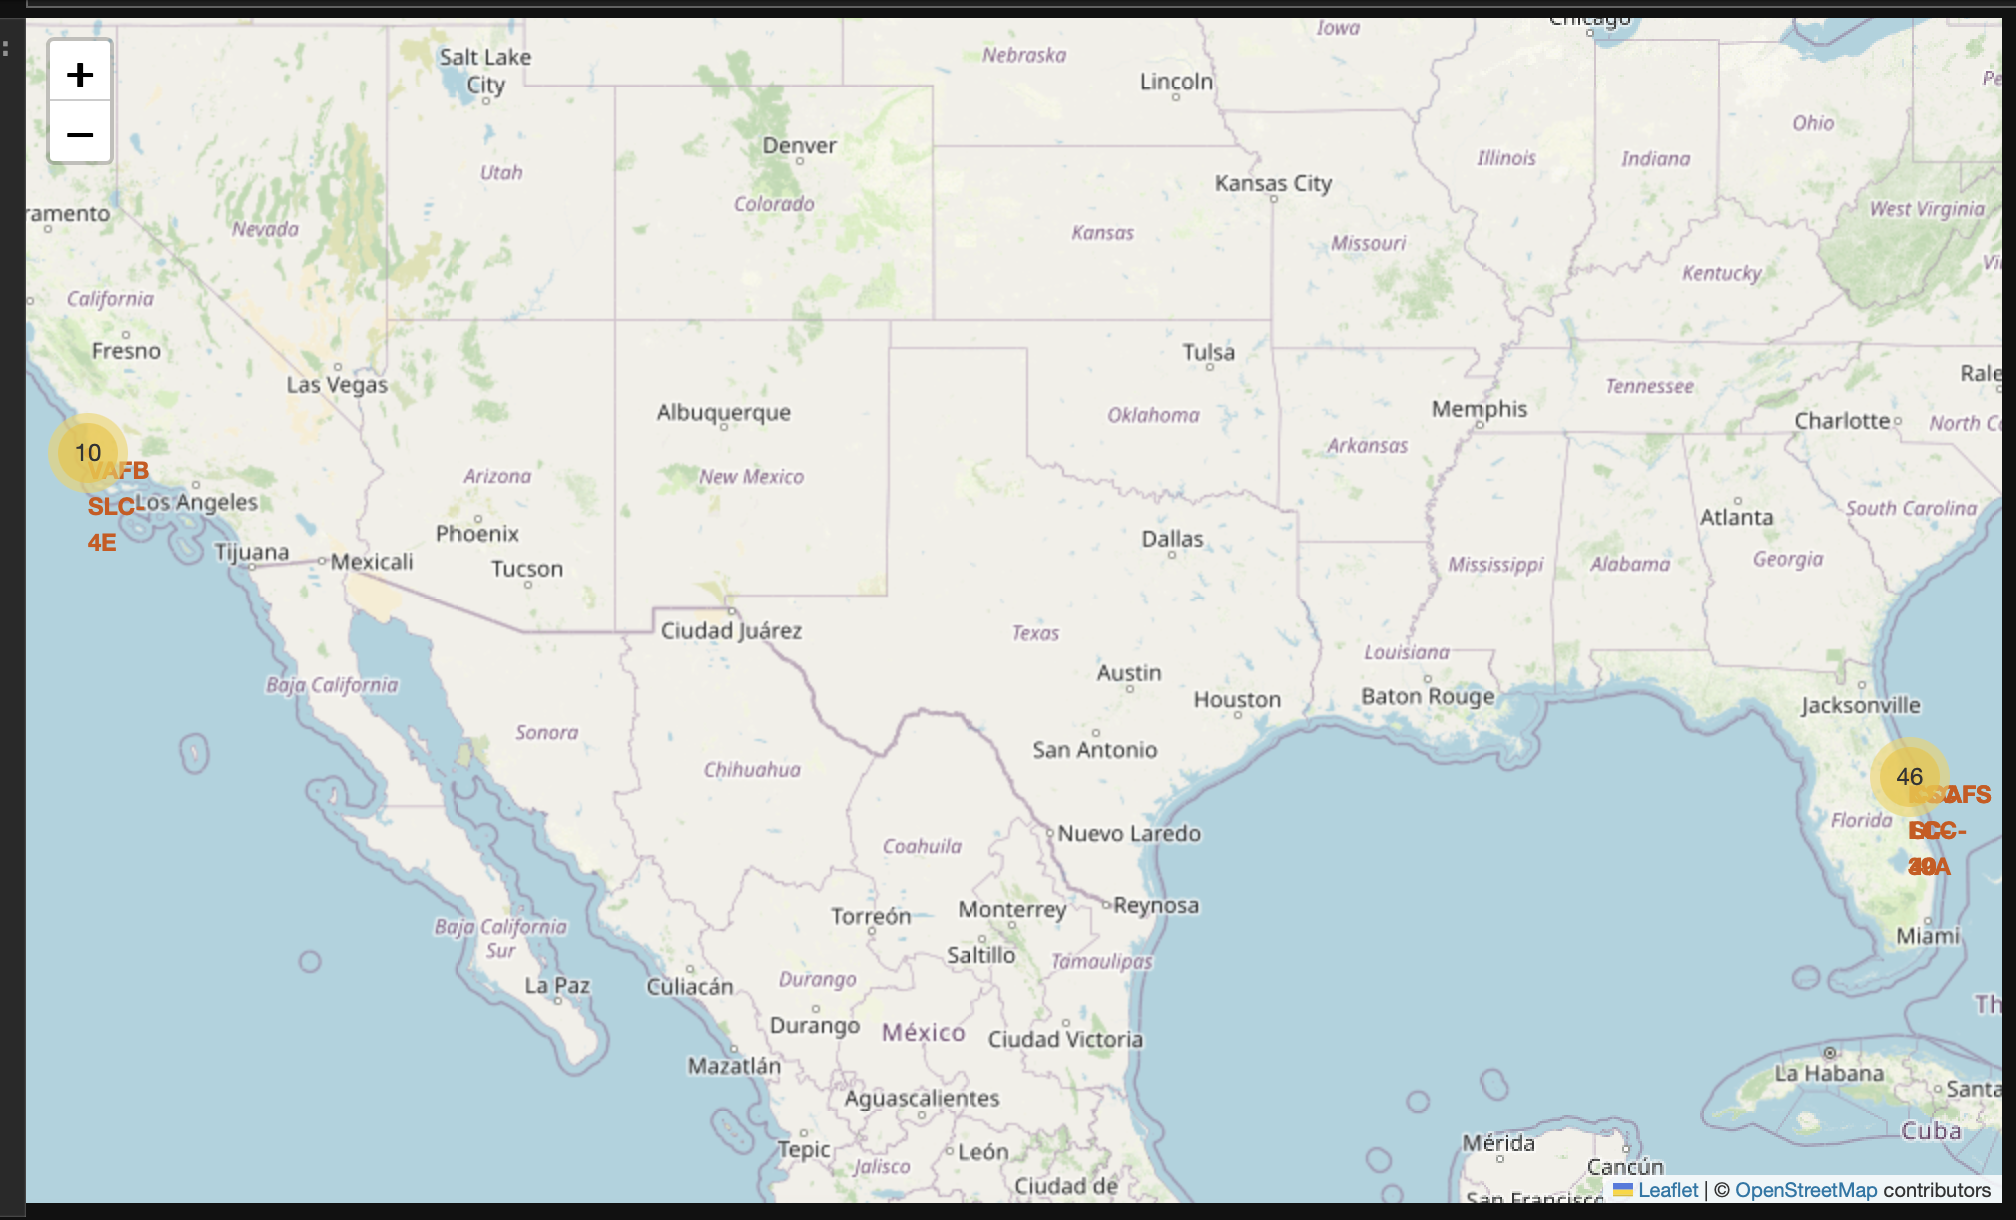 Chicago
Iowa
+
−
Salt Lake
City
Nebraska
Lincoln
Denver
Ohio
Illinois
Indiana
Utah
Kansas City
Colorado
West Virginia
ramento
Nevada
Kansas
Missouri
Kentucky
California
Fresno
Las Vegas
Tulsa
Tennessee
Rale
Albuquerque
Oklahoma
Memphis
Charlotte
North C
Arkansas
10
VAFB
SLC-
4E
Los Angeles
Arizona
New Mexico
South Carolina
Atlanta
Phoenix
Dallas
Tijuana
Mexicali
Tucson
Mississippi
Alabama
Georgia
Ciudad Juárez
Texas
Louisiana
Austin
Baja California
Houston
Baton Rouge
Jacksonville
Sonora
San Antonio
Chihuahua
46
Florida
Nuevo Laredo
Coahuila
Reynosa
Torreón
Monterrey
Baja California
Sur
Miami
Saltillo
Tamaulipas
La Paz
Culiacán
Durango
Th
Durango
México
Ciudad Victoria
Mazatlán
La Habana
Santa
Aguascalientes
Cuba
Tepic
León
Jalisco
Mérida
Cancún
Ciudad de
San Francisco
Leaflet | © OpenStreetMap contributors